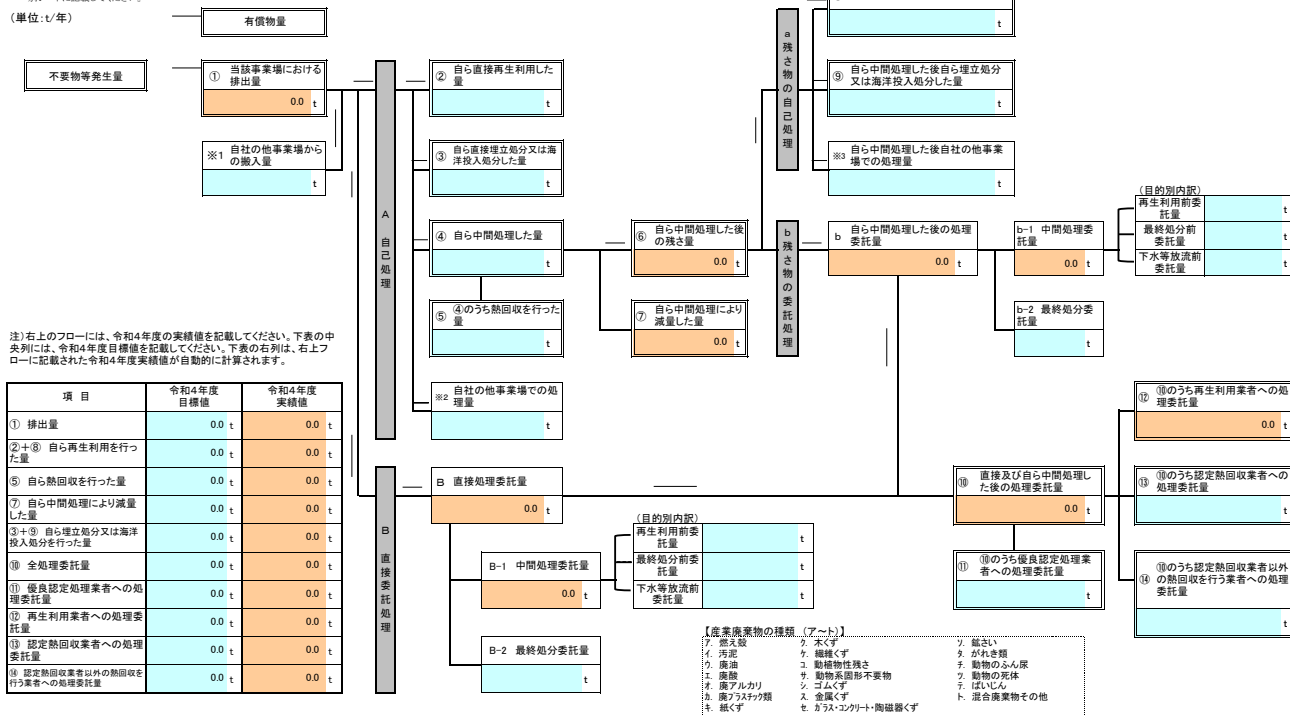 (単位:t/年)
有償物量
t
不要物等発生量
① 当該事業場における
排出量
0.0 t
※1 自社の他事業場から
の搬入量
t
A
自
己
処
理
② 自ら直接再生利用した
量
t
③ 自ら直接埋立処分又は海
洋投入処分した量
t
④ 自ら中間処理した量
t
⑤ ④のうち熱回収を行った
量
t
※2 自社の他事業場での処
理量
t
⑥ 自ら中間処理した後
の残さ量
0.0 t
⑦ 自ら中間処理により
減量した量
0.0 t
a
残
さ
物
の
自
己
処
理
⑨ 自ら中間処理した後自ら埋立処分
又は海洋投入処分した量
t
※3 自ら中間処理した後自社の他事業
場での処理量
t
b
残
さ
物
の
委
託
処
理
b 自ら中間処理した後の処理
委託量
0.0 t
b-1 中間処理委
託量
0.0 t
(目的別内訳)
再生利用前委
託量
t
最終処分前
委託量
t
下水等放流前
委託量
t
b-2 最終処分委
託量
t
注)右上のフローには、令和4年度の実績値を記載してください。下表の中
央列には、令和4年度目標値を記載してください。下表の右列は、右上フ
ローに記載された令和4年度実績値が自動的に計算されます。
項 目 令和4年度
目標値 令和4年度
実績値
① 排出量 0.0 t 0.0 t
②+⑧ 自ら再生利用を行っ
た量 0.0 t 0.0 t
⑤ 自ら熱回収を行った量 0.0 t 0.0 t
⑦ 自ら中間処理により減量
した量 0.0 t 0.0 t
③+⑨ 自ら埋立処分又は海洋
投入処分を行った量 0.0 t 0.0 t
⑩ 全処理委託量 0.0 t 0.0 t
⑪ 優良認定処理業者への処
理委託量 0.0 t 0.0 t
⑫ 再生利用業者への処理委
託量 0.0 t 0.0 t
⑬ 認定熱回収業者への処理
委託量 0.0 t 0.0 t
⑭ 認定熱回収業者以外の熱回収を
行う業者への処理委託量 0.0 t 0.0 t
B
直
接
委
託
処
理
B 直接処理委託量
0.0 t
B-1 中間処理委託量
0.0 t
(目的別内訳)
再生利用前委
託量
t
最終処分前委
託量
t
下水等放流前
委託量
t
B-2 最終処分委託量
t
⑩ 直接及び自ら中間処理し
た後の処理委託量
0.0 t
⑪ ⑩のうち優良認定処理業
者への処理委託量
t
⑫ ⑩のうち再生利用業者への処
理委託量
0.0 t
⑬ ⑩のうち認定熱回収業者への
処理委託量
t
⑭ ⑩のうち認定熱回収業者以外
の熱回収を行う業者への処理
委託量
t
【産業廃棄物の種類 (ア~ト)】
ア. 燃え殻 ク. 木くず ソ. 鉱さい
イ. 汚泥 ケ. 繊維くず タ. がれき類
ウ. 廃油 コ. 動植物性残さ チ. 動物のふん尿
エ. 廃酸 サ. 動物系固形不要物 ツ. 動物の死体
オ. 廃アルカリ シ. ゴムくず テ. ばいじん
カ. 廃プラスチック類 ス. 金属くず ト. 混合廃棄物その他
キ. 紙くず セ. ガラス・コンクリート・陶磁器くず